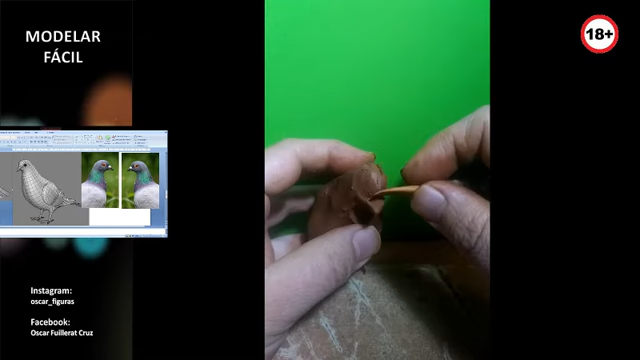 MODELAR
FÁCIL
18+
Instagram:
oscar_figuras
Facebook:
Oscar Fuillerat Cruz